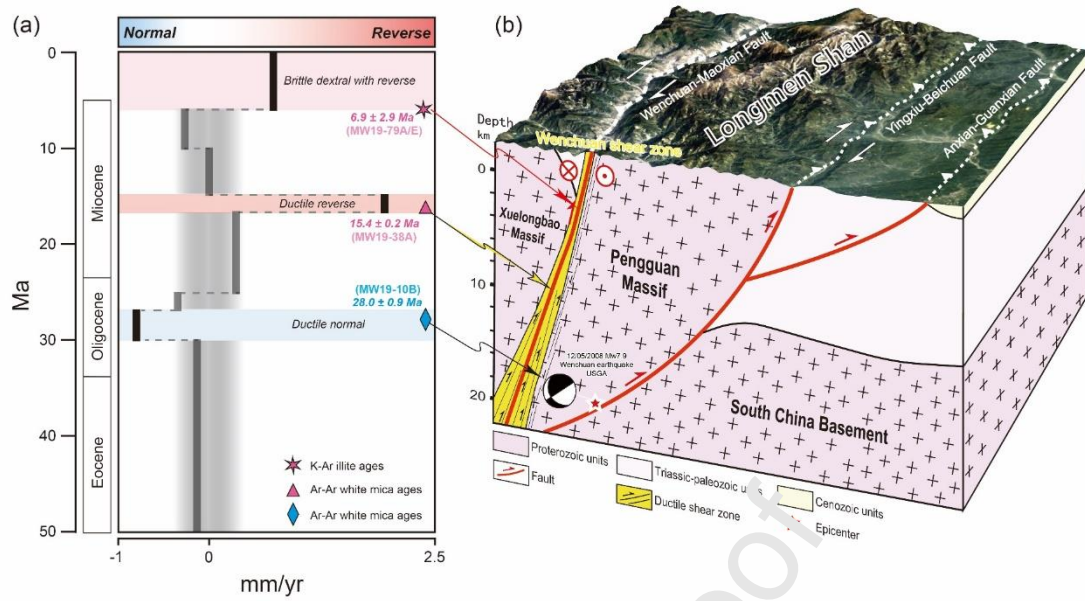 (a)
Normal
Reverse
0
10
20
30
40
50
Ma
Miocene
Oligocene
Eocene
Brittle dextral with reverse
6.9 ± 2.9 Ma
(MW19-79A/E)
Ductile reverse
15.4 ± 0.2 Ma
(MW19-38A)
(MW19-10B)
28.0 ± 0.9 Ma
Ductile normal
K-Ar illite ages
Ar-Ar white mica ages
Ar-Ar white mica ages
-1
0
2.5
mm/yr
(b)
Wenchuan-Maoxian Fault
Longmen Shan
Yingxiu-Beichuan Fault
Anxian-Guanxian Fault
Depth
km
0
10
20
Wenchuan shear zone
Xuelongbao
Massif
Pengguan
Massif
12/05/2008 Mw7.9
Wenchuan earthquake
USGA
South China Basement
Proterozoic units
Triassic-paleozoic units
Cenozoic units
Fault
Ductile shear zone
Epicenter
oof